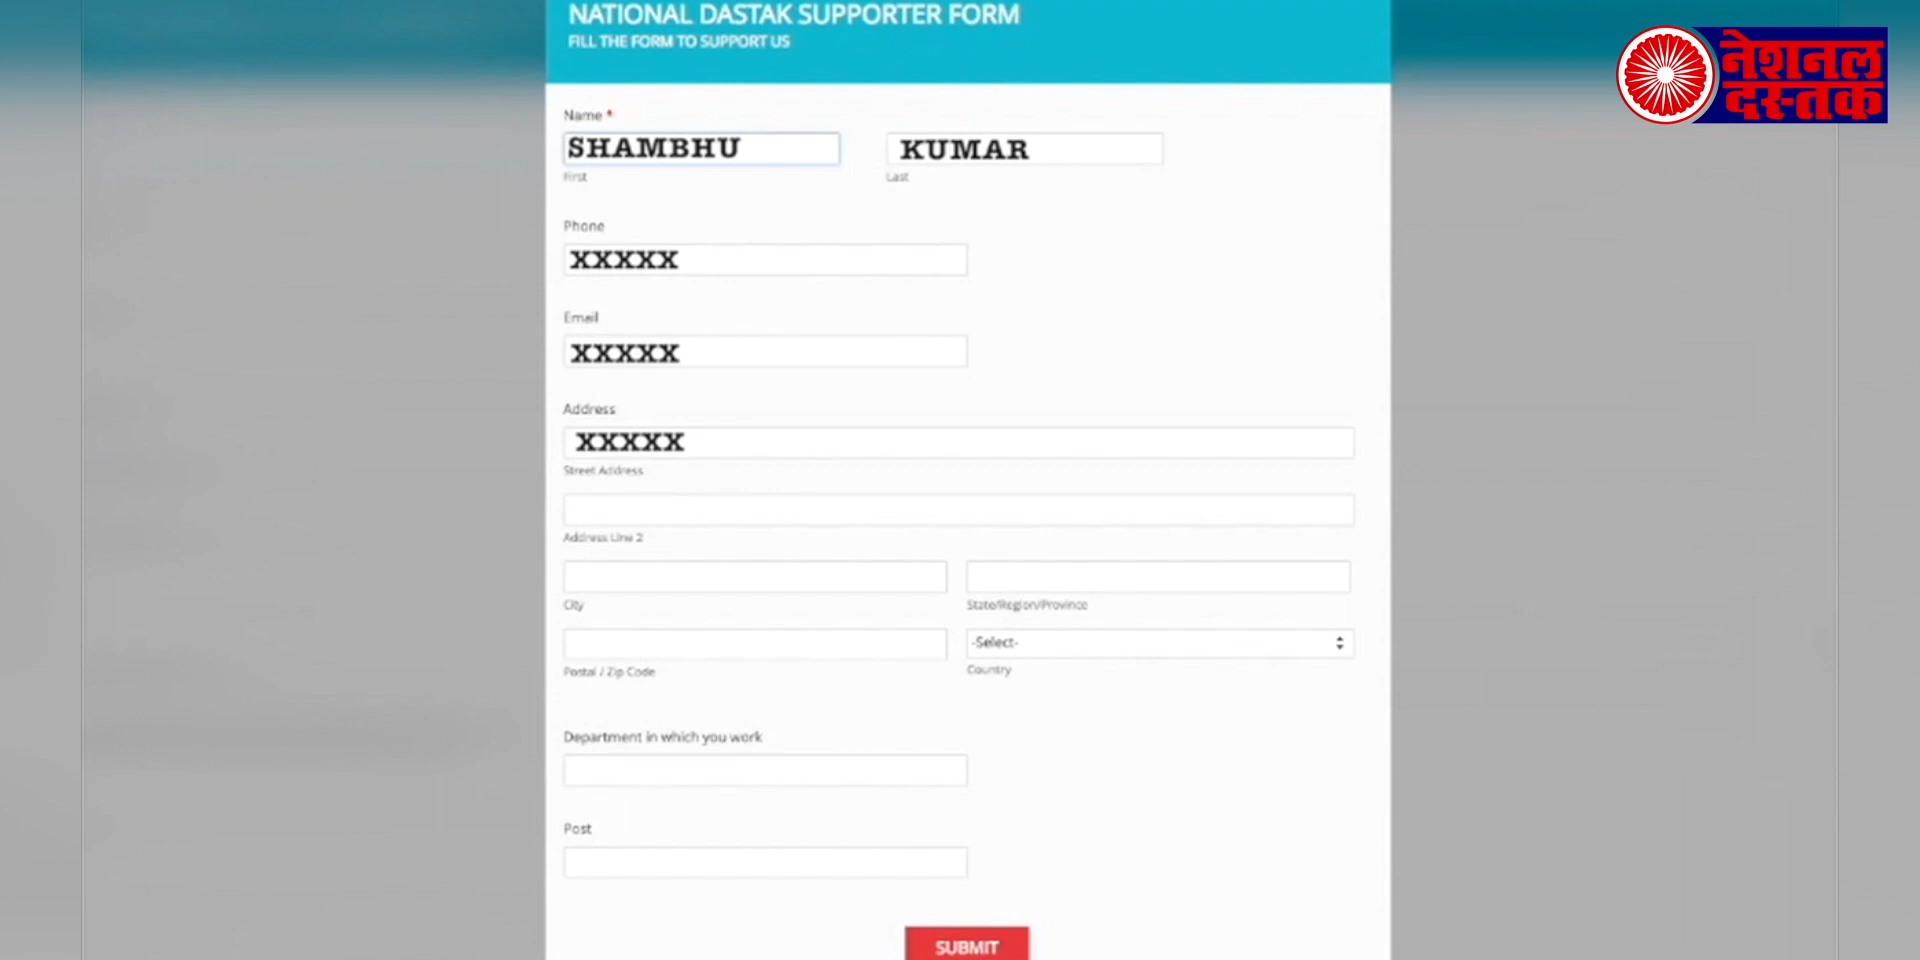 NATIONAL DASTAK SUPPORTER FORM
FILL THE FORM TO SUPPORT US
नेशनल
दस्तक
Name *
SHAMBHU KUMAR
First Last
Phone
XXXXX
Email
XXXXX
Address
XXXXX
Street Address
Address Line 2
City State/Region/Province
-Select-
Postal / Zip Code Country
Department in which you work
Post
SUBMIT